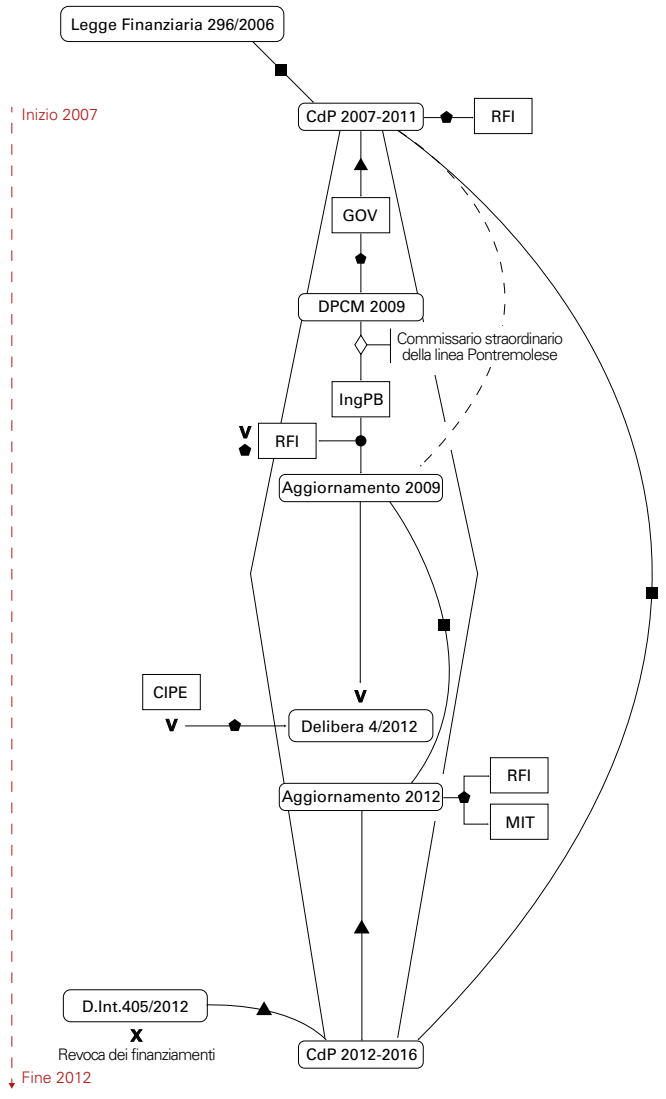 Legge Finanziaria 296/2006
Inizio 2007
CdP 2007-2011
RFI
GOV
DPCM 2009
Commissario straordinario
della linea Pontremolese
IngPB
V
RFI
Aggiornamento 2009
CIPE
V
V
Delibera 4/2012
RFI
Aggiornamento 2012
MIT
D.Int.405/2012
X
Revoca dei finanziamenti
CdP 2012-2016
Fine 2012